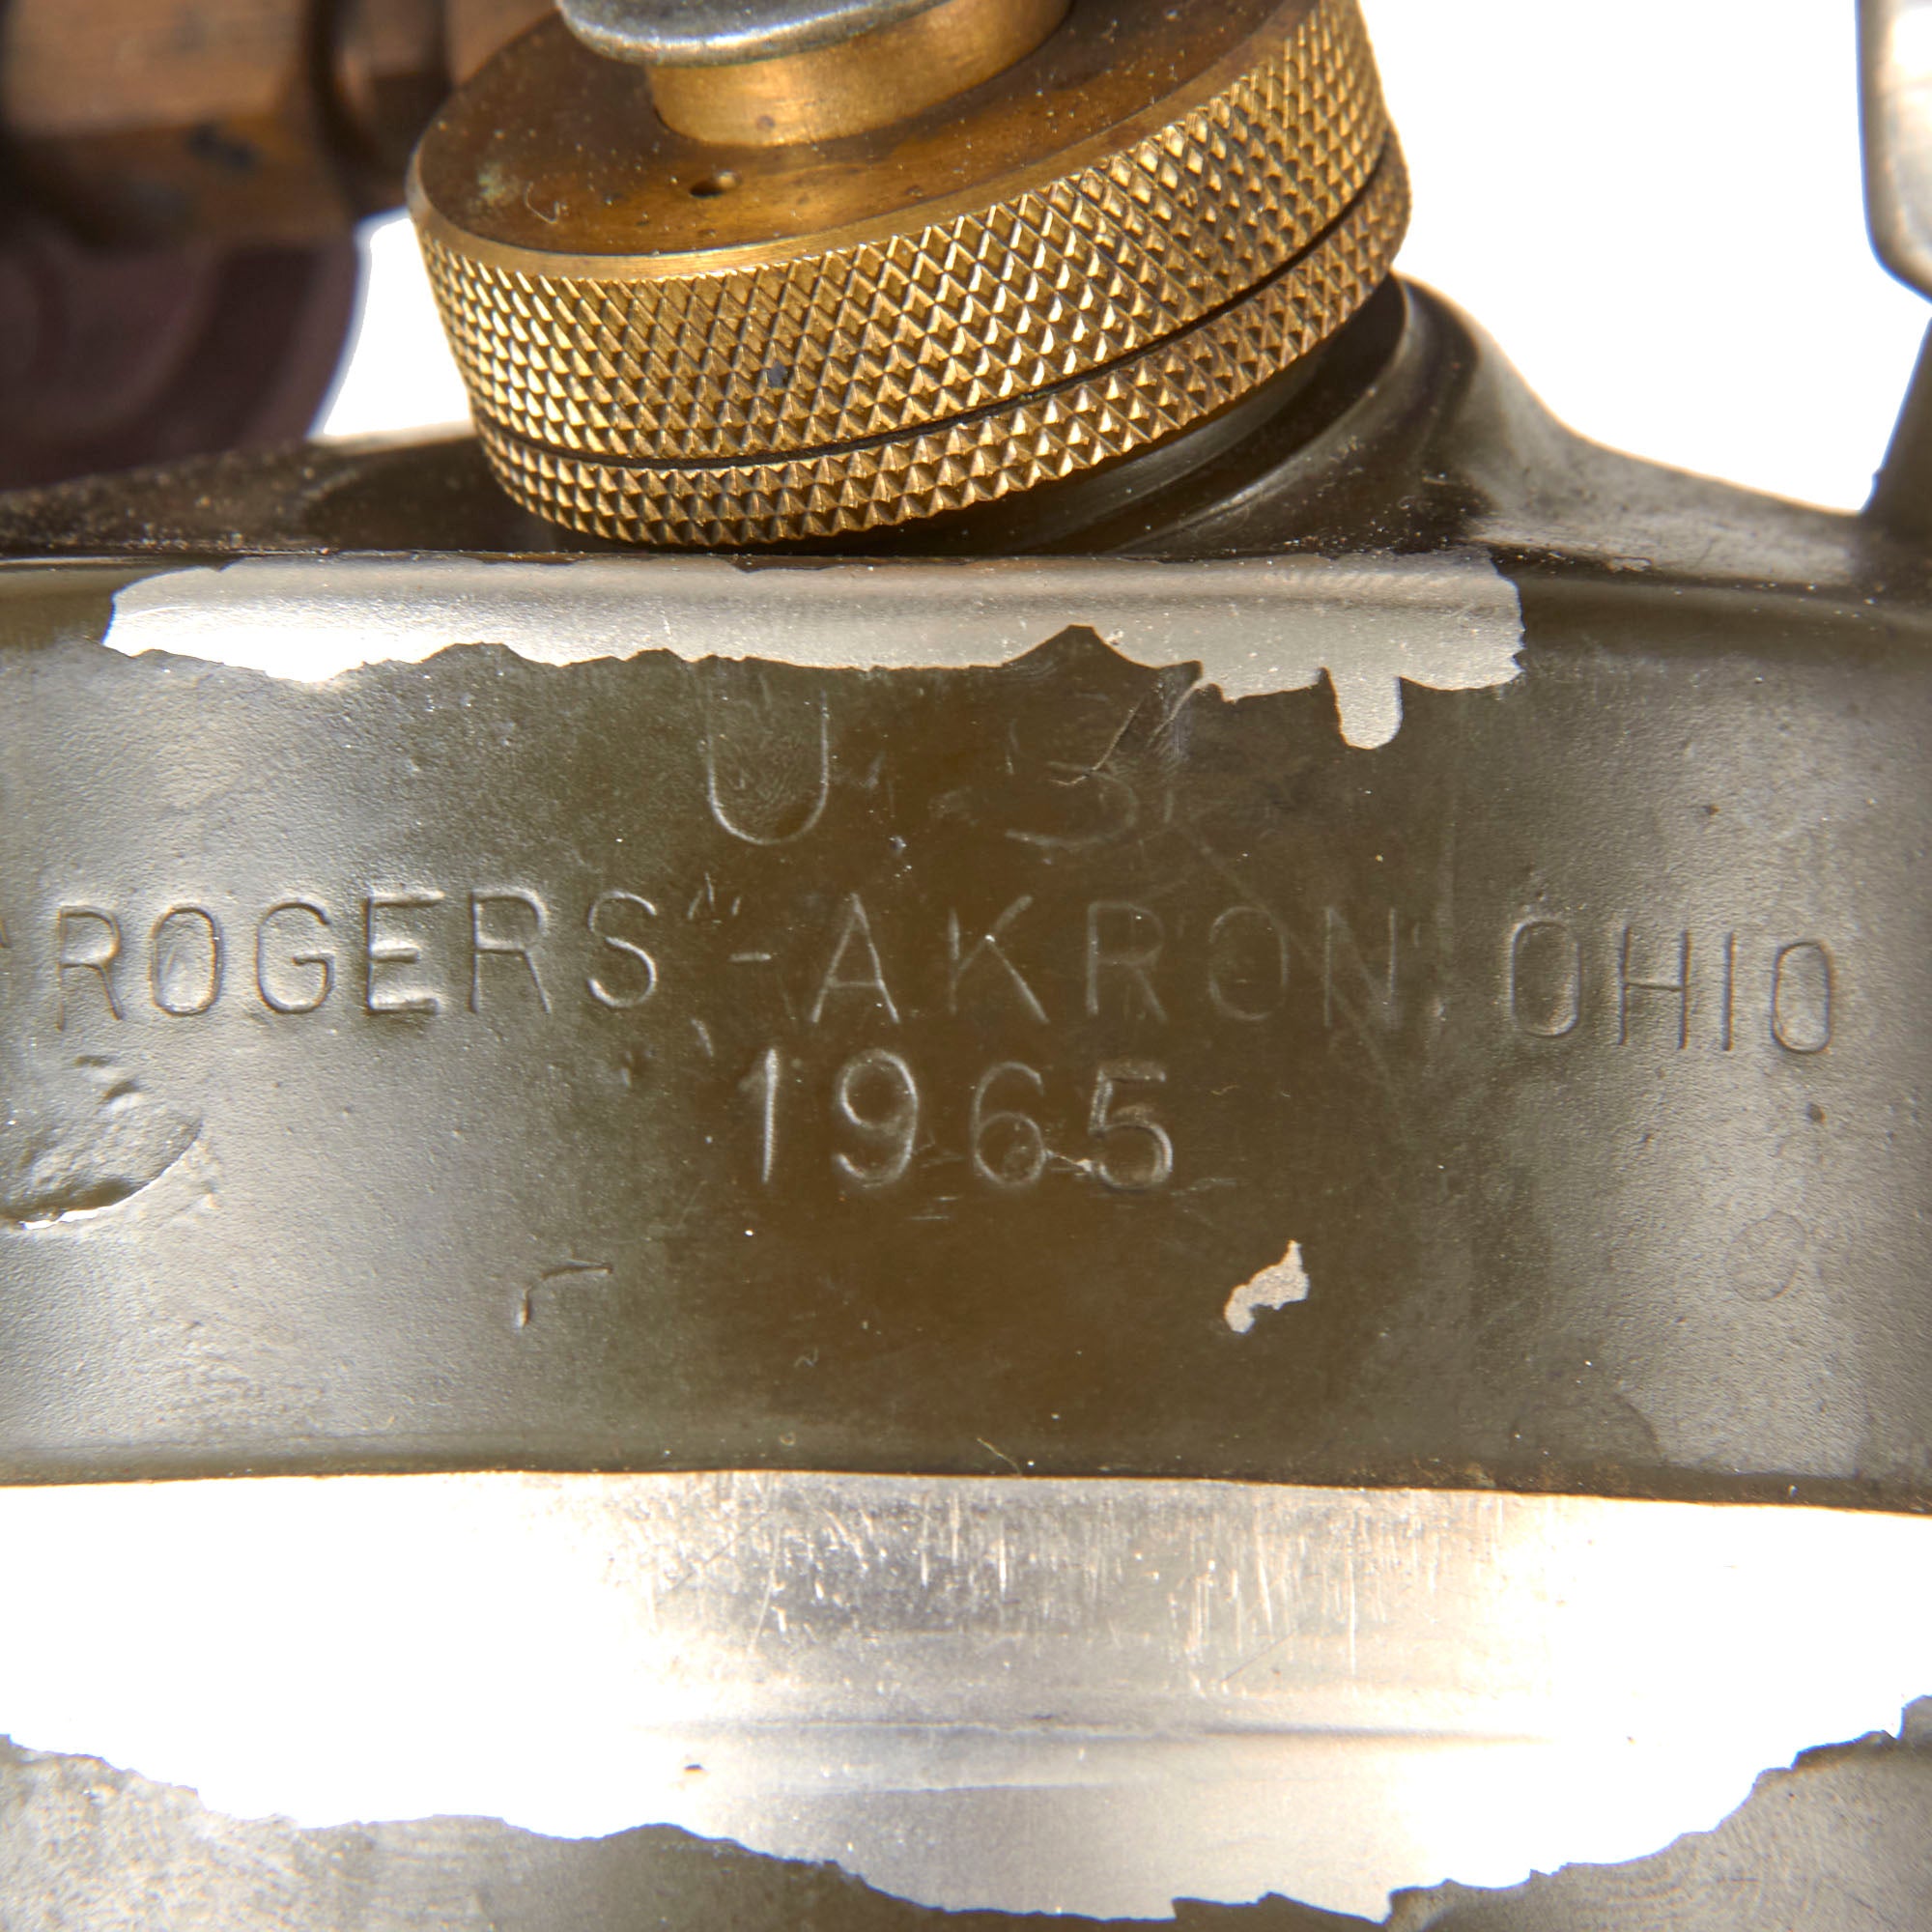 U.S.
"ROGERS" - AKRON, OHIO
1965